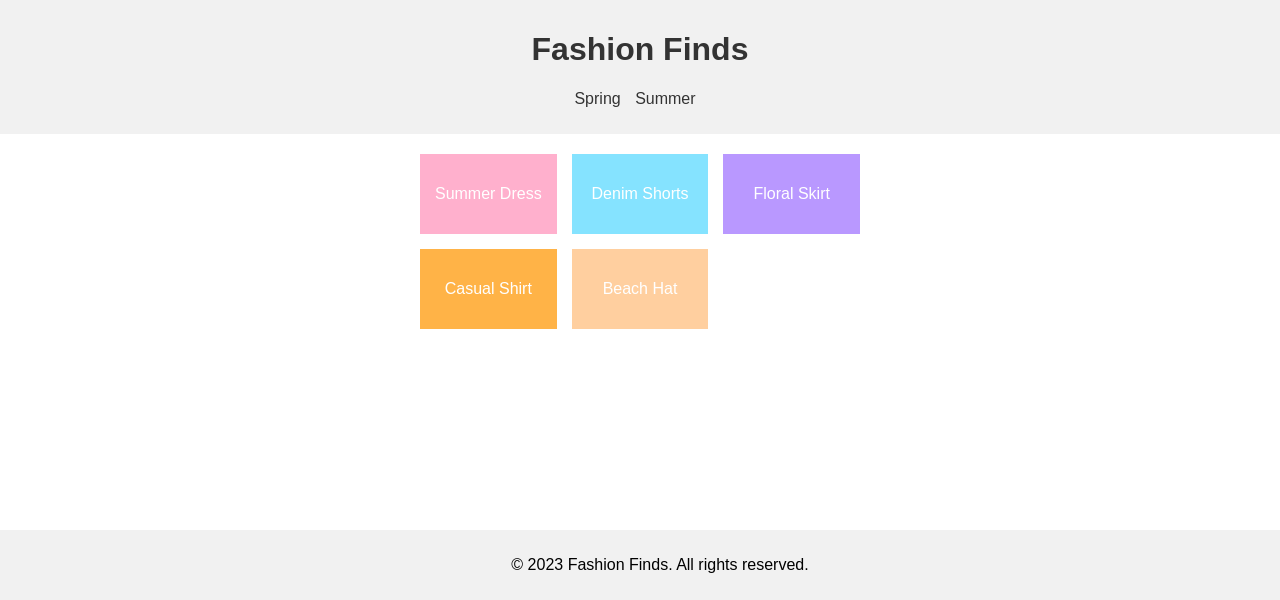 Fashion Finds
Spring Summer
Summer Dress
Denim Shorts
Floral Skirt
Casual Shirt
Beach Hat
© 2023 Fashion Finds. All rights reserved.